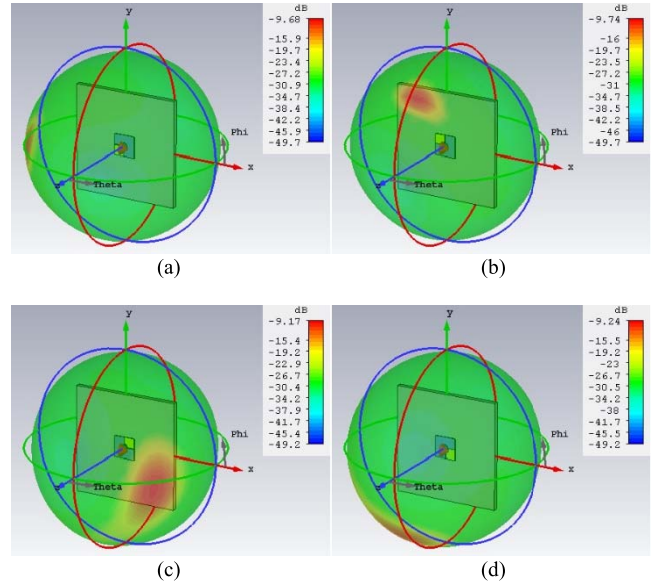 dB
-9.68
-15.9
-19.7
-23.4
-27.2
-31
-34.7
-38.4
-42.2
-45.9
-49.7
y
Phi
x
Theta
(a)
dB
-9.74
-16
-19.7
-23.5
-27.2
-31
-34.7
-38.5
-42.2
-46
-49.7
y
Phi
x
Theta
(b)
dB
-9.17
-15.4
-19.2
-22.9
-26.7
-30.4
-34.2
-37.9
-41.7
-45.4
-49.2
y
Phi
x
Theta
(c)
dB
-9.24
-15.5
-19.2
-23
-26.7
-30.5
-34.2
-38
-41.7
-45.5
-49.2
y
Phi
x
Theta
(d)